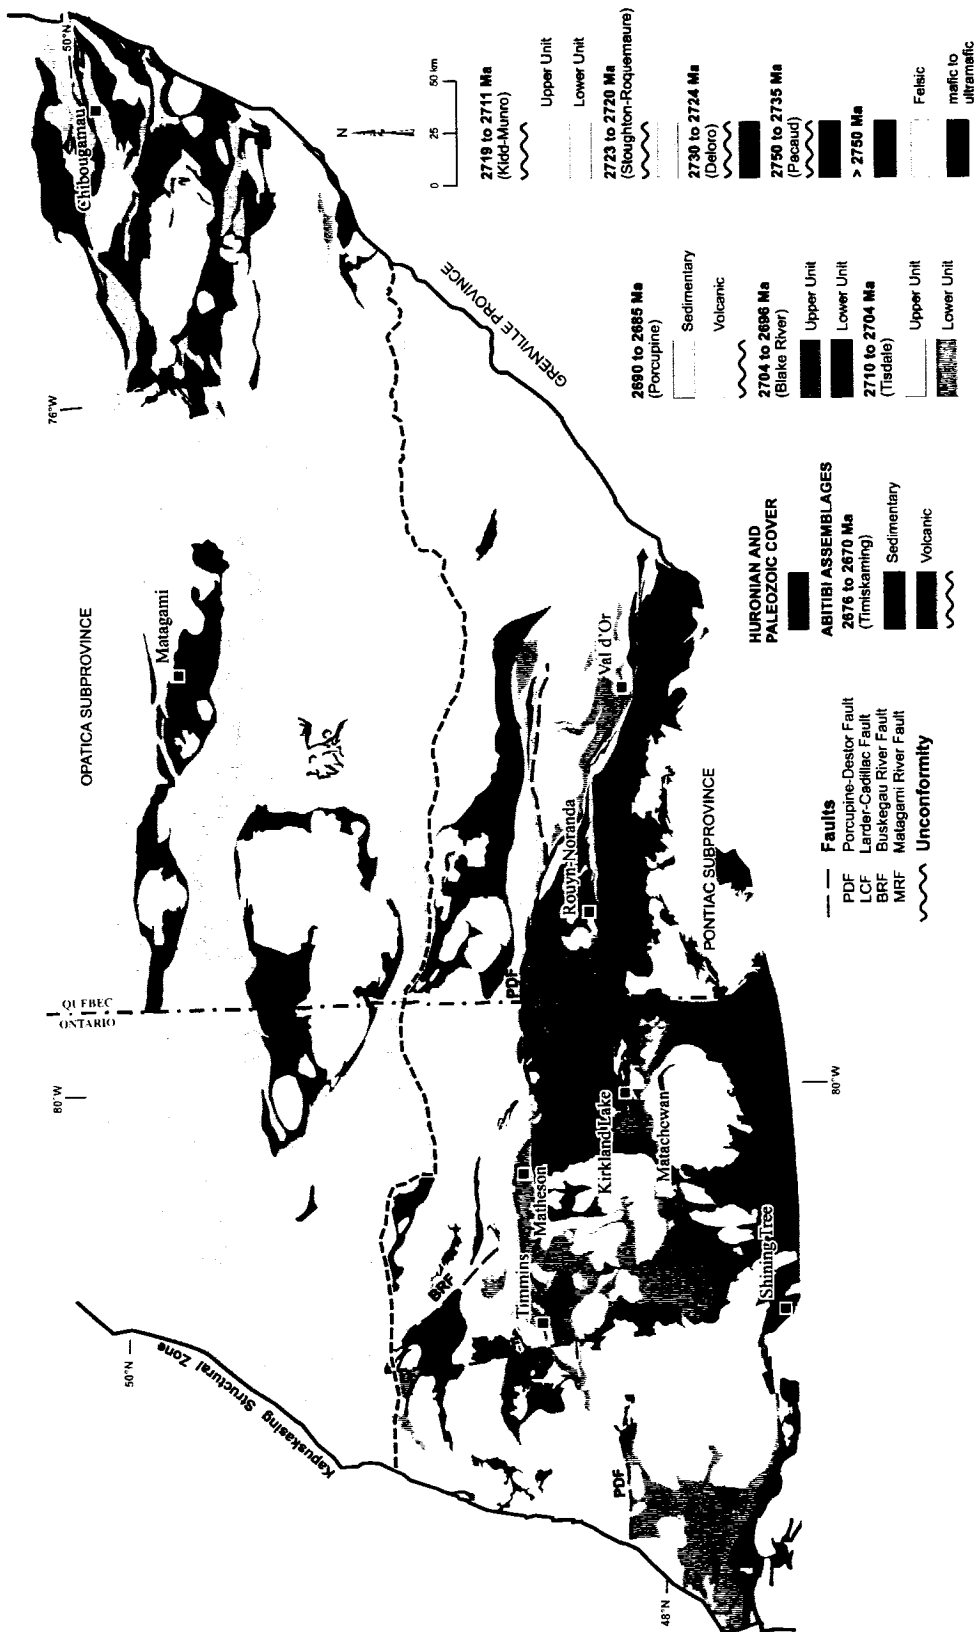 50°N
Chibougamau
76°W
OPATICA SUBPROVINCE
Matagami
GRENVILLE PROVINCE
QUÉBEC
ONTARIO
80°W
50°N
Kapuskasing Structural Zone
BRF
PDF
Val d'Or
Rouyn-Noranda
Timmins
Matheson
Kirkland Lake
Matachewan
Shining Tree
PDF
48°N
80°W
PONTIAC SUBPROVINCE
N
0 25 50 km
Faults
PDF Porcupine-Destor Fault
LCF Larder-Cadillac Fault
BRF Buskegau River Fault
MRF Matagami River Fault
Unconformity
HURONIAN AND
PALEOZOIC COVER
ABITIBI ASSEMBLAGES
2676 to 2670 Ma
(Timiskaming)
Sedimentary
Volcanic
2690 to 2685 Ma
(Porcupine)
Sedimentary
Volcanic
2704 to 2696 Ma
(Blake River)
Upper Unit
Lower Unit
2710 to 2704 Ma
(Tisdale)
Upper Unit
Lower Unit
2719 to 2711 Ma
(Kidd-Munro)
Upper Unit
Lower Unit
2723 to 2720 Ma
(Stoughton-Roquemaure)
2730 to 2724 Ma
(Deloro)
2750 to 2735 Ma
(Pacaud)
> 2750 Ma
Felsic
mafic to
ultramafic